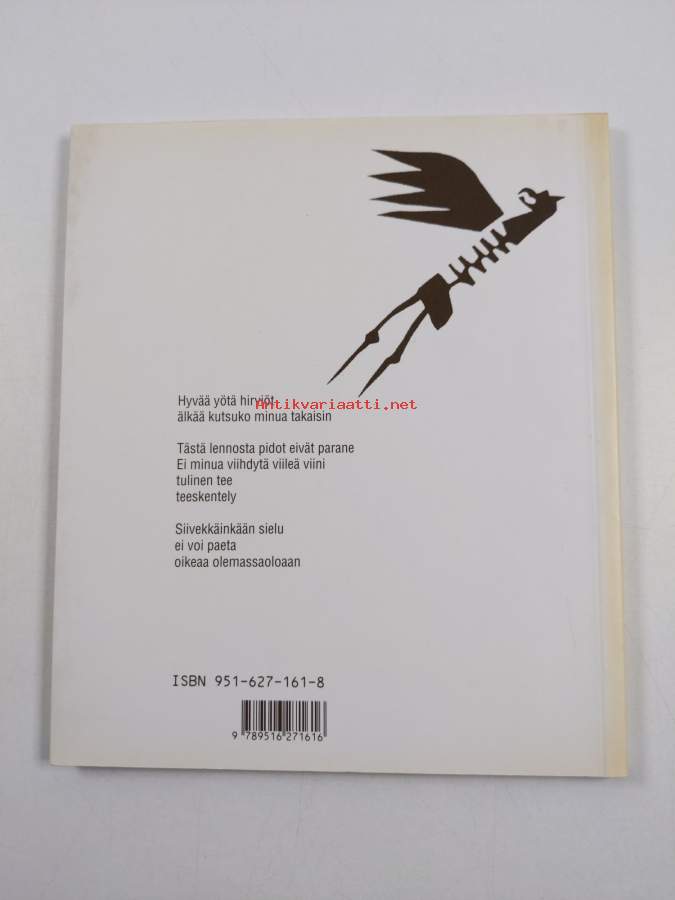 Hyvää yötä hirviöt
Antikvariaatti.net
älkää kutsuko minua takaisin
Tästä lennosta pidot eivät parane
Ei minua viihdytä viileä viini
tulinen tee
teeskentely
Siivekkäinkään sielu
ei voi paeta
oikeaa olemassaoloaan
ISBN 951-627-161-8
9 789516 271616